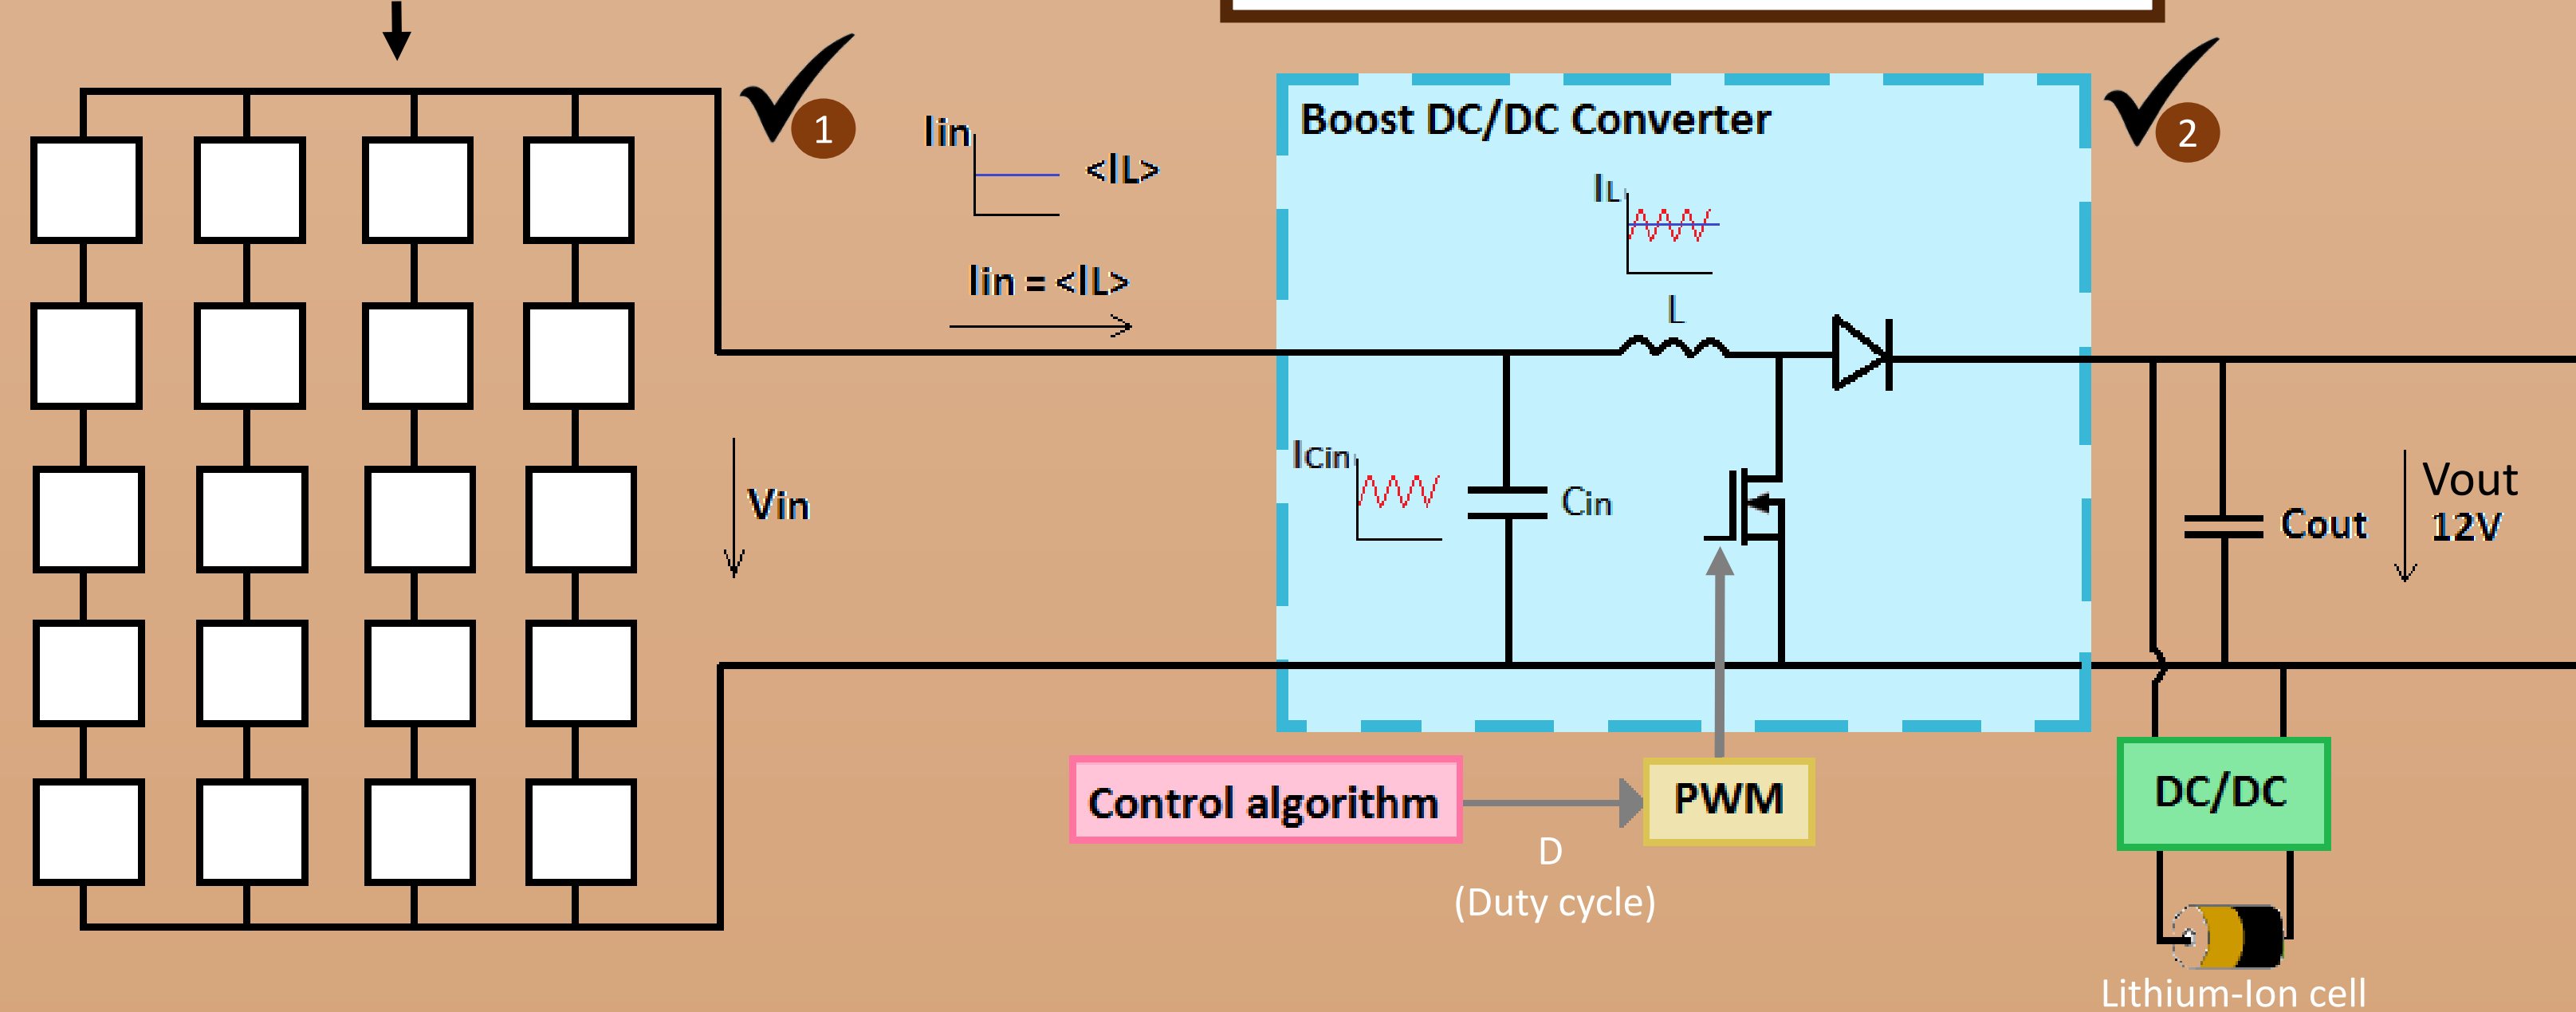 1
Iin
<IL>
Iin = <IL>
Vin
Boost DC/DC Converter
2
IL
L
ICin
Cin
Vout
12V
Cout
Control algorithm
PWM
D
(Duty cycle)
DC/DC
Lithium-Ion cell